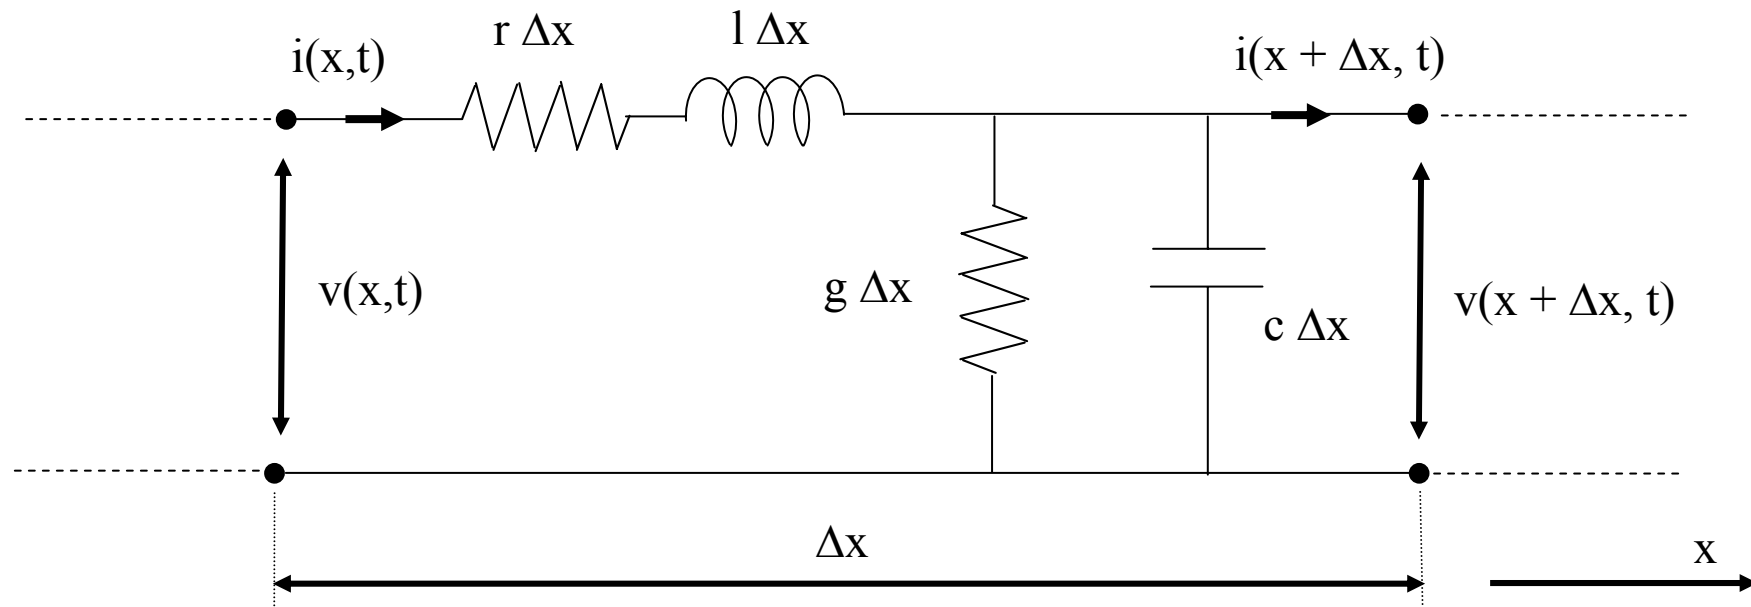 r Δx
l Δx
i(x,t)
i(x + Δx, t)
v(x,t)
g Δx
c Δx
v(x + Δx, t)
Δx
x